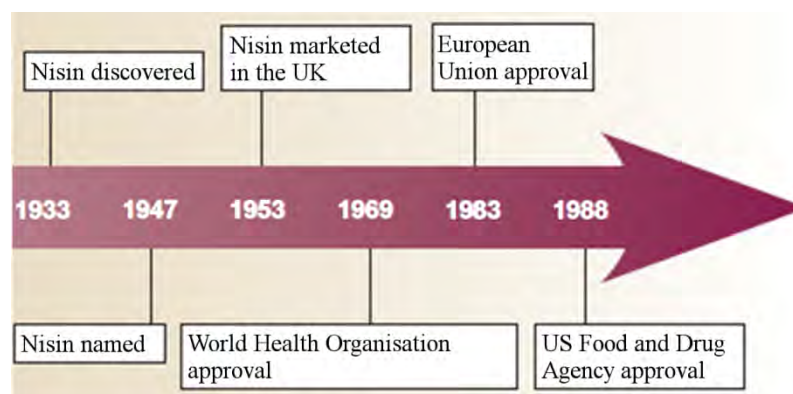 Nisin discovered
Nisin marketed
in the UK
European
Union approval
1933 1947 1953 1969 1983 1988
Nisin named
World Health Organisation
approval
US Food and Drug
Agency approval